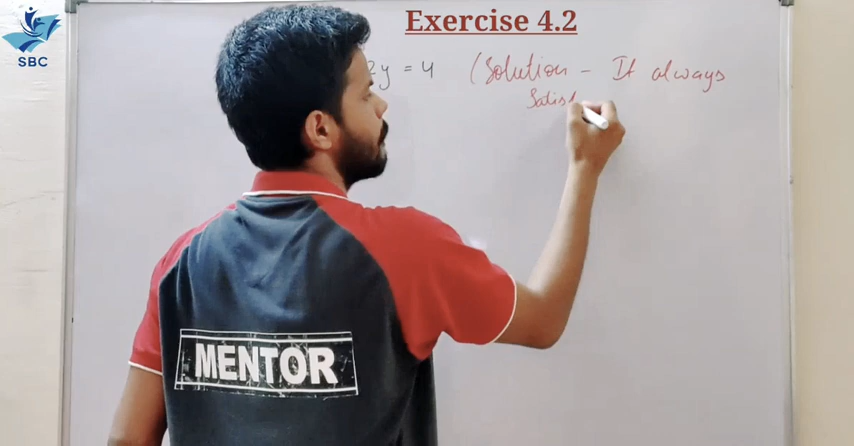 Exercise 4.2
SBC
2y = 4 (Solution - It always
MENTOR